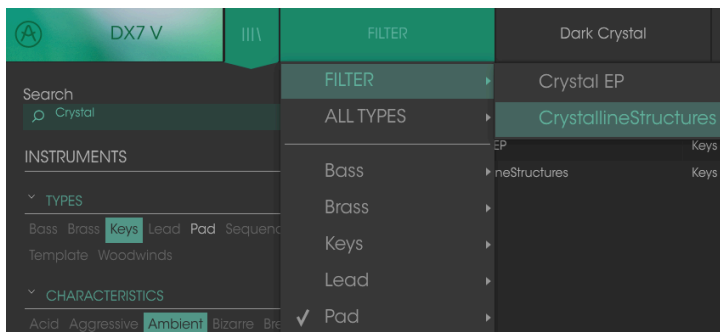 DX7 V
FILTER
Dark Crystal
Search
Crystal
INSTRUMENTS
TYPES
Bass Brass Keys Lead Pad
Template Woodwinds
CHARACTERISTICS
Acid Aggressive Ambient Bizarre
FILTER
ALL TYPES
Bass
Brass
Keys
Lead
Pad
Crystal EP
CrystallineStructures
EP Keys
neStructures Keys